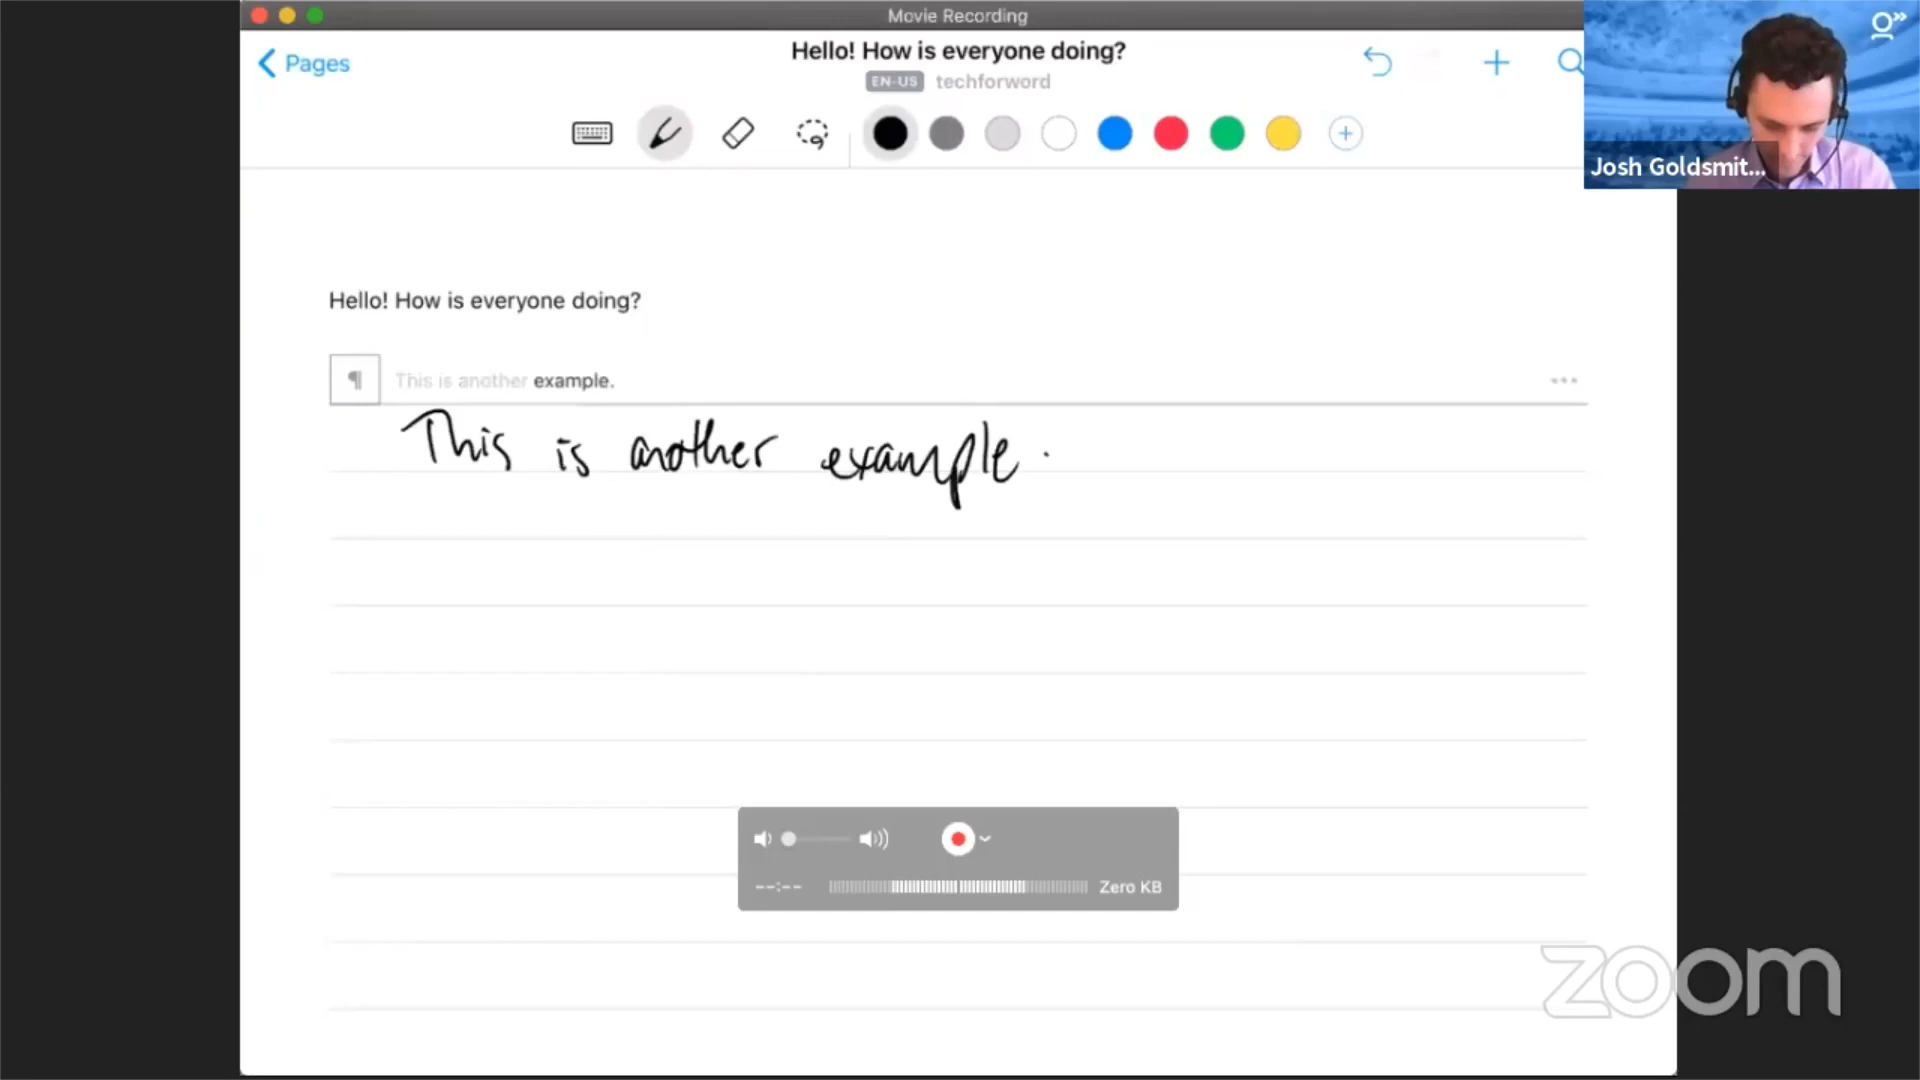 Movie Recording
Pages
Hello! How is everyone doing?
EN-US techforword
Josh Goldsmit...
Hello! How is everyone doing?
¶ This is another example. ...
This is another example.
--:-- Zero KB
zoom